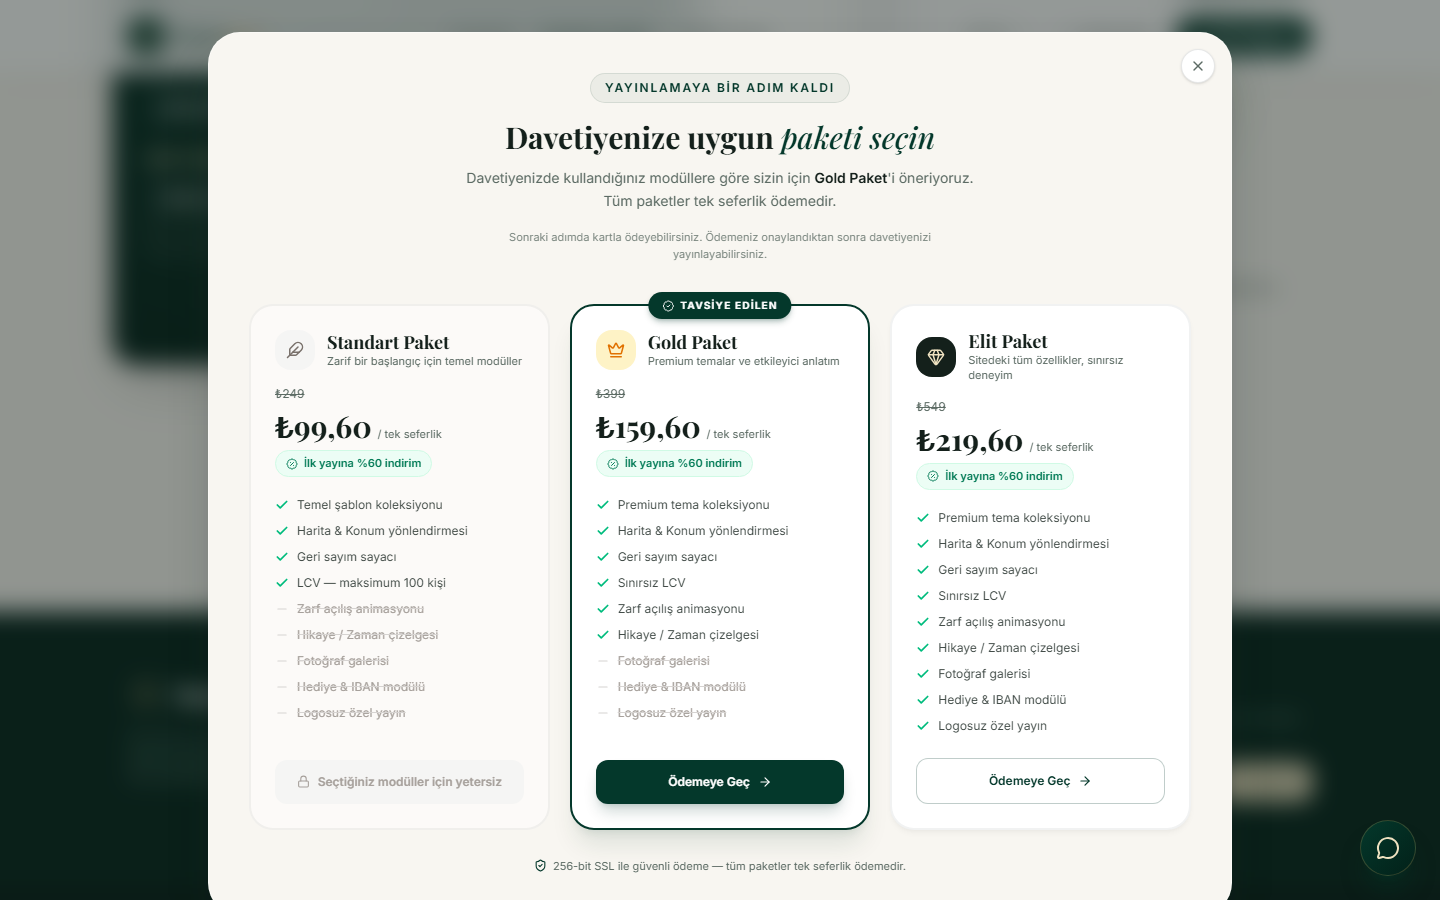 YAYINLAMAYA BİR ADIM KALDI
Davetiyenize uygun paketi seçin
Davetiyenizde kullandığınız modüllere göre sizin için Gold Paket'i öneriyoruz.
Tüm paketler tek seferlik ödemedir.
Sonraki adımda kartla ödeyebilirsiniz. Ödemeniz onaylandıktan sonra davetiyenizi
yayınlayabilirsiniz.
Standart Paket
Zarif bir başlangıç için temel modüller
₺249
₺99,60 / tek seferlik
İlk yayına %60 indirim
Temel şablon koleksiyonu
Harita & Konum yönlendirmesi
Geri sayım sayacı
LCV — maksimum 100 kişi
Zarf açılış animasyonu
Hikaye / Zaman çizelgesi
Fotoğraf galerisi
Hediye & IBAN modülü
Logosuz özel yayın
Seçtiğiniz modüller için yetersiz
TAVSİYE EDİLEN
Gold Paket
Premium temalar ve etkileyici anlatım
₺399
₺159,60 / tek seferlik
İlk yayına %60 indirim
Premium tema koleksiyonu
Harita & Konum yönlendirmesi
Geri sayım sayacı
Sınırsız LCV
Zarf açılış animasyonu
Hikaye / Zaman çizelgesi
Fotoğraf galerisi
Hediye & IBAN modülü
Logosuz özel yayın
Ödemeye Geç
Elit Paket
Sitedeki tüm özellikler, sınırsız
deneyim
₺549
₺219,60 / tek seferlik
İlk yayına %60 indirim
Premium tema koleksiyonu
Harita & Konum yönlendirmesi
Geri sayım sayacı
Sınırsız LCV
Zarf açılış animasyonu
Hikaye / Zaman çizelgesi
Fotoğraf galerisi
Hediye & IBAN modülü
Logosuz özel yayın
Ödemeye Geç
256-bit SSL ile güvenli ödeme — tüm paketler tek seferlik ödemedir.